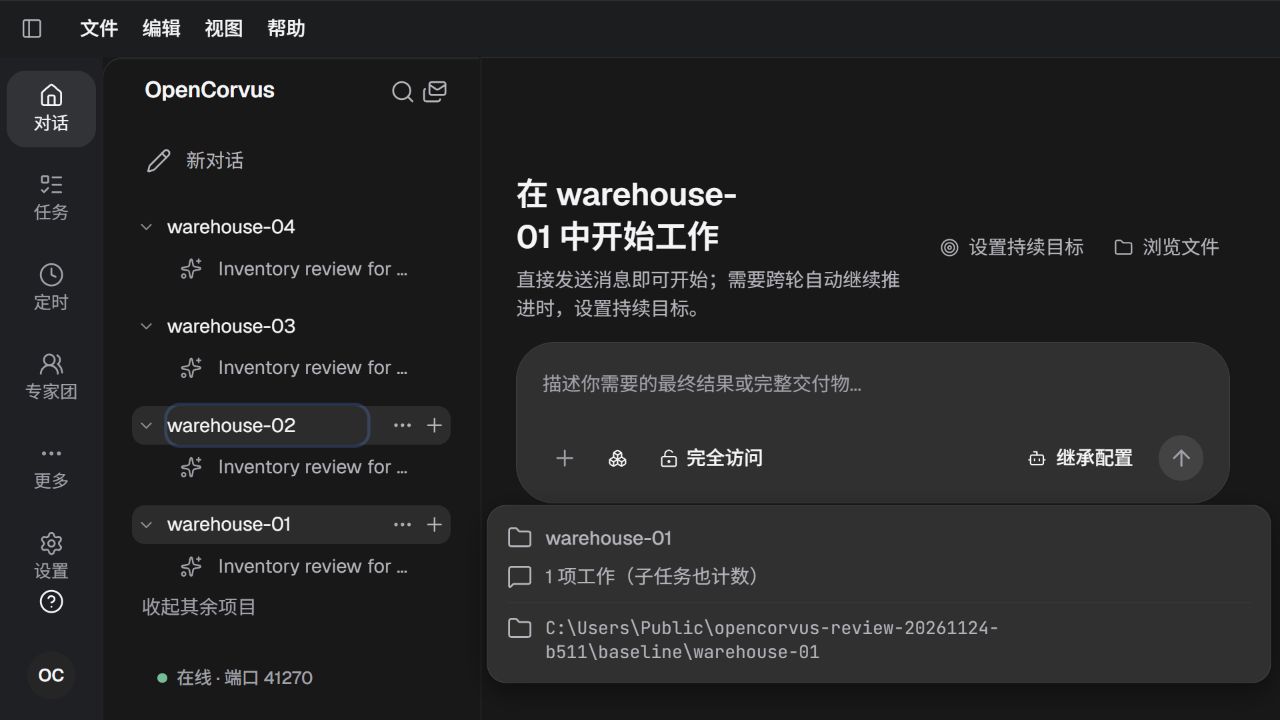 文件 编辑 视图 帮助
对话
任务
定时
专家团
更多
设置
OC
OpenCorvus
新对话
warehouse-04
Inventory review for ...
warehouse-03
Inventory review for ...
warehouse-02
Inventory review for ...
warehouse-01
Inventory review for ...
收起其余项目
在线 · 端口 41270
在 warehouse-
01 中开始工作
直接发送消息即可开始；需要跨轮自动继续推
进时，设置持续目标。
设置持续目标 浏览文件
描述你需要的最终结果或完整交付物...
完全访问 继承配置
warehouse-01
1 项工作（子任务也计数）
C:\Users\Public\opencorvus-review-20261124-
b511\baseline\warehouse-01